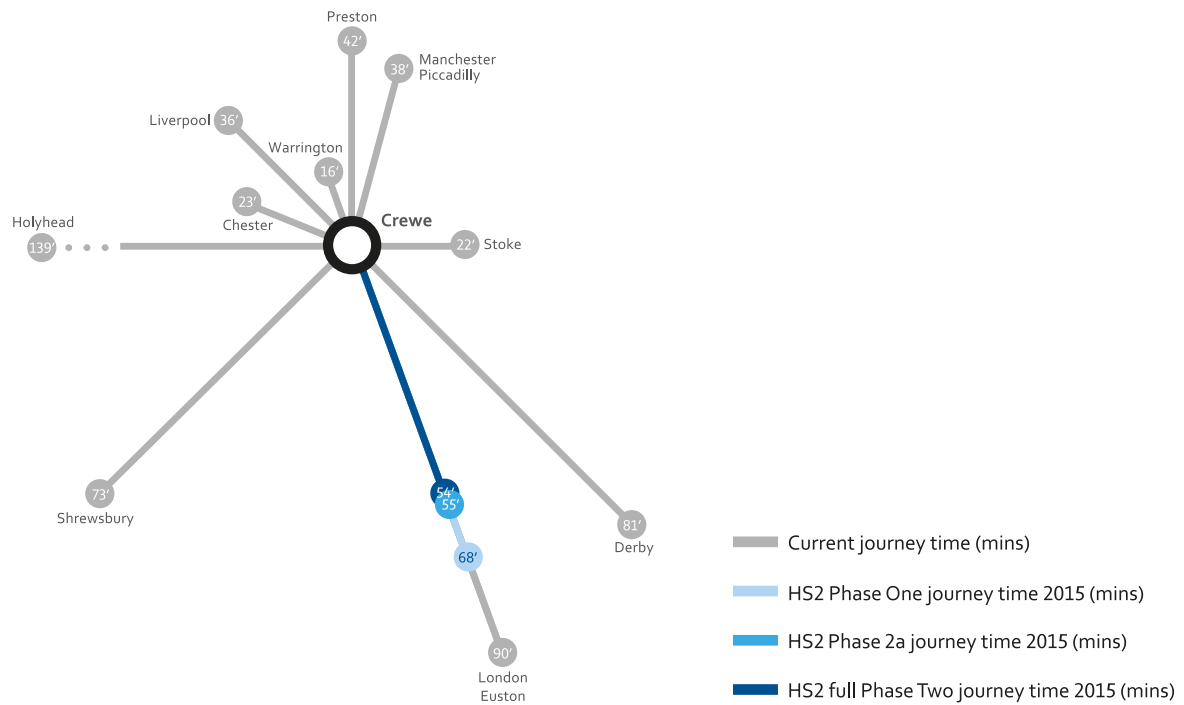 Preston
42'
38'
Manchester
Piccadilly
Liverpool
36'
Warrington
16'
23'
Chester
Holyhead
139'
Crewe
22'
Stoke
73'
Shrewsbury
54'
55'
68'
81'
Derby
90'
London
Euston
Current journey time (mins)
HS2 Phase One journey time 2015 (mins)
HS2 Phase 2a journey time 2015 (mins)
HS2 full Phase Two journey time 2015 (mins)